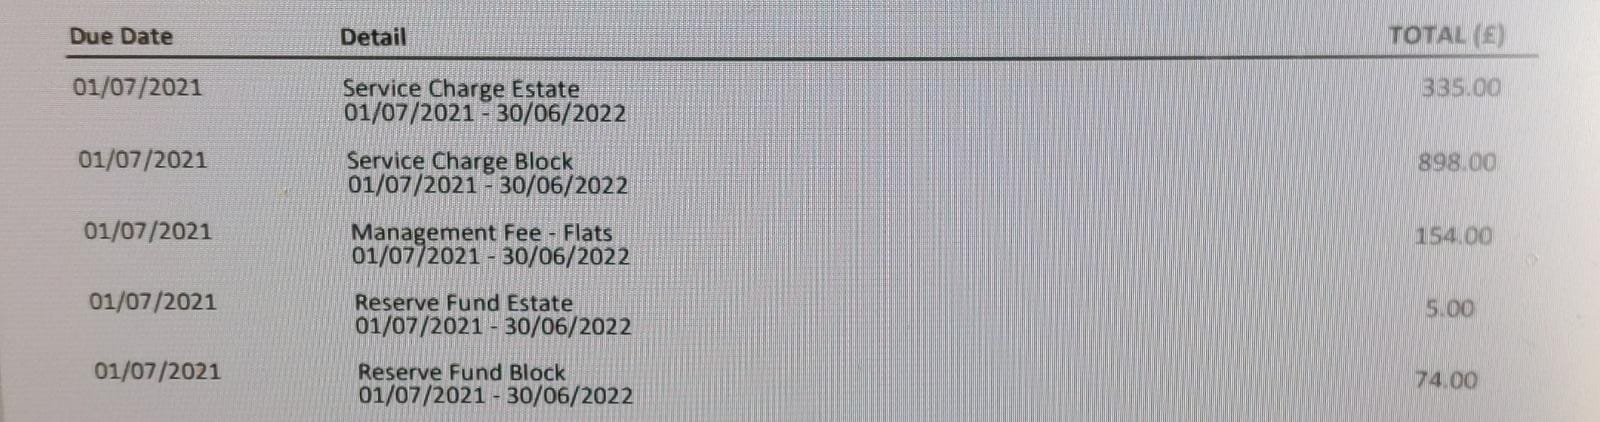 Due Date Detail TOTAL (£)
01/07/2021 Service Charge Estate 335.00
01/07/2021 - 30/06/2022
01/07/2021 Service Charge Block 898.00
01/07/2021 - 30/06/2022
01/07/2021 Management Fee - Flats 154.00
01/07/2021 - 30/06/2022
01/07/2021 Reserve Fund Estate 5.00
01/07/2021 - 30/06/2022
01/07/2021 Reserve Fund Block 74.00
01/07/2021 - 30/06/2022